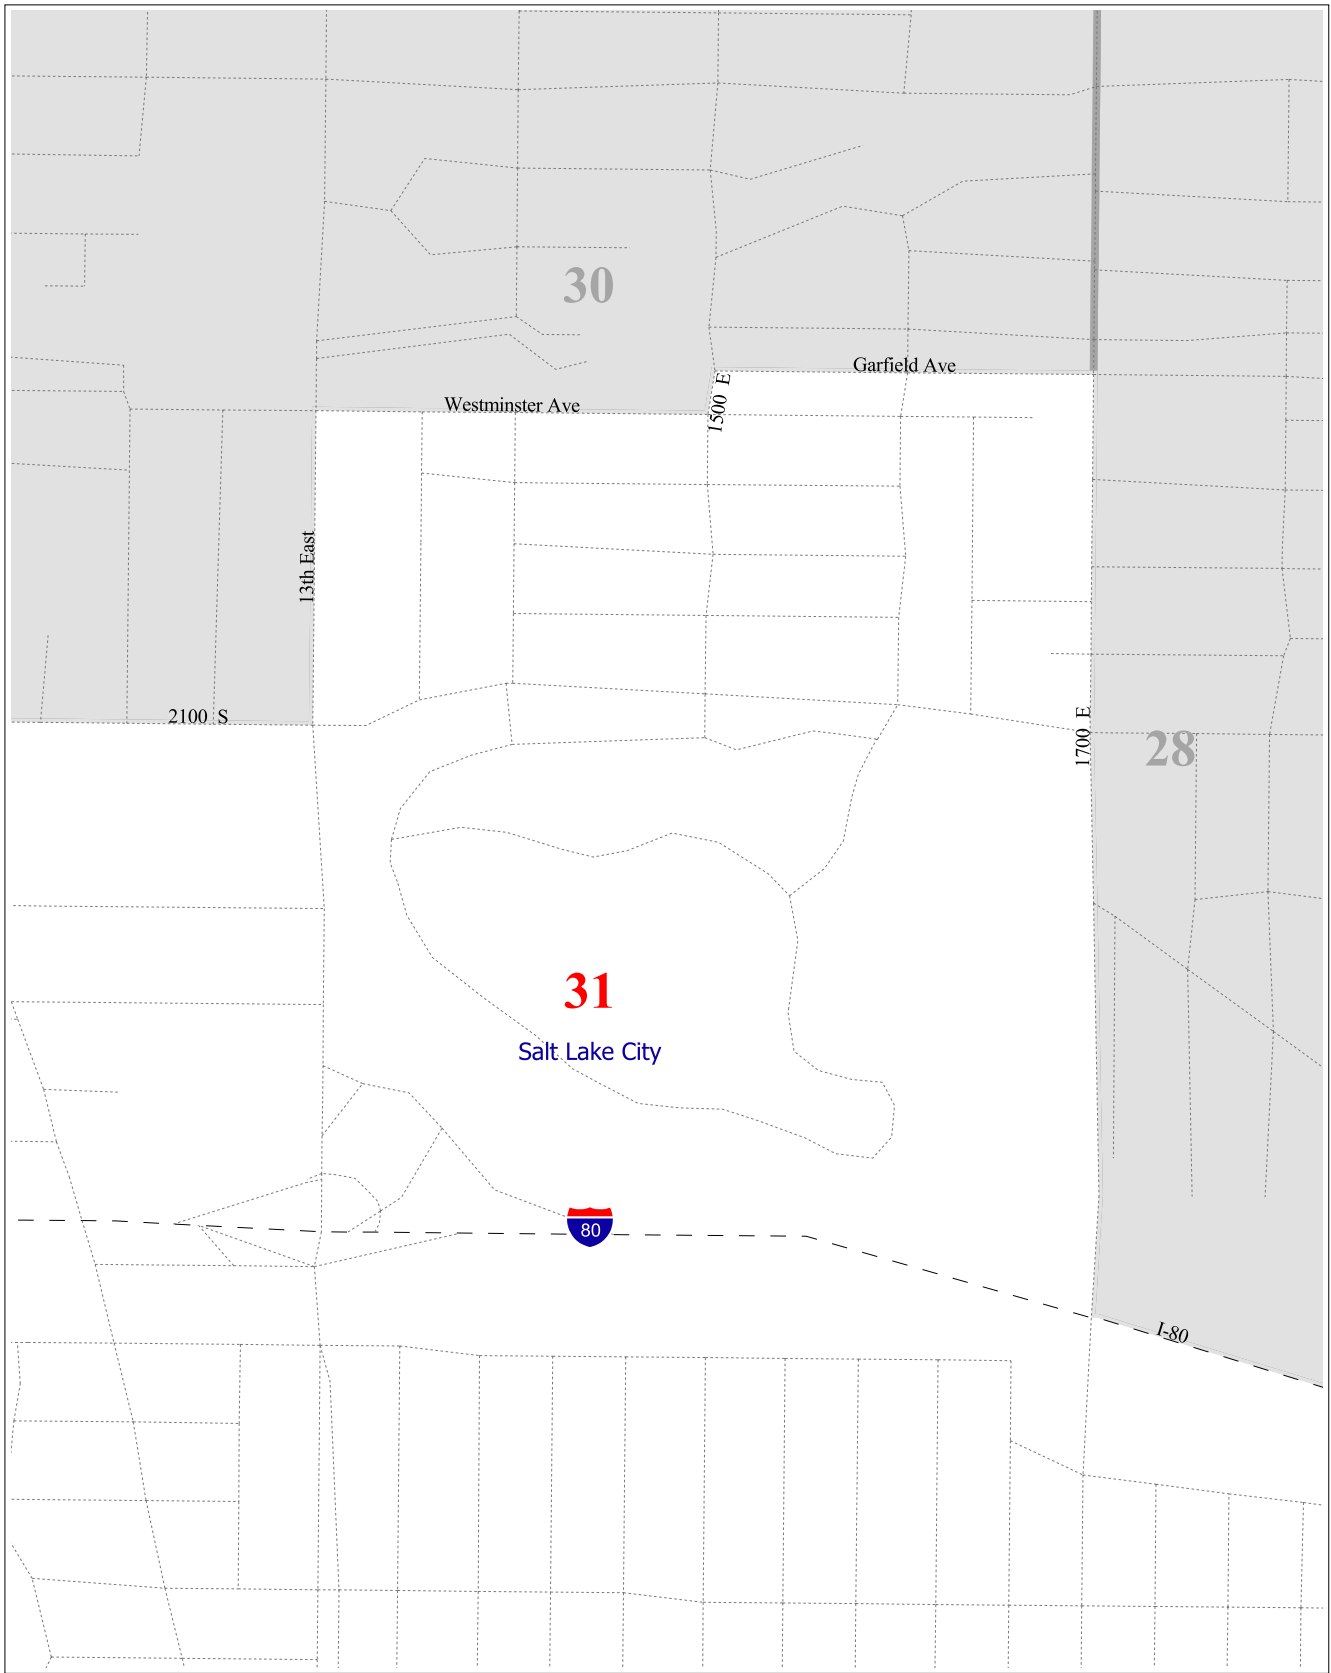 30
Garfield Ave
Westminster Ave
1500 E
13th East
2100 S
1700 E
28
31
Salt Lake City
80
I-80